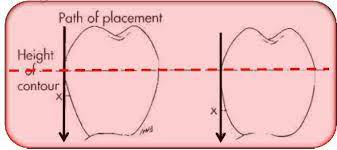 Path of placement
Height
of
contour
x
x